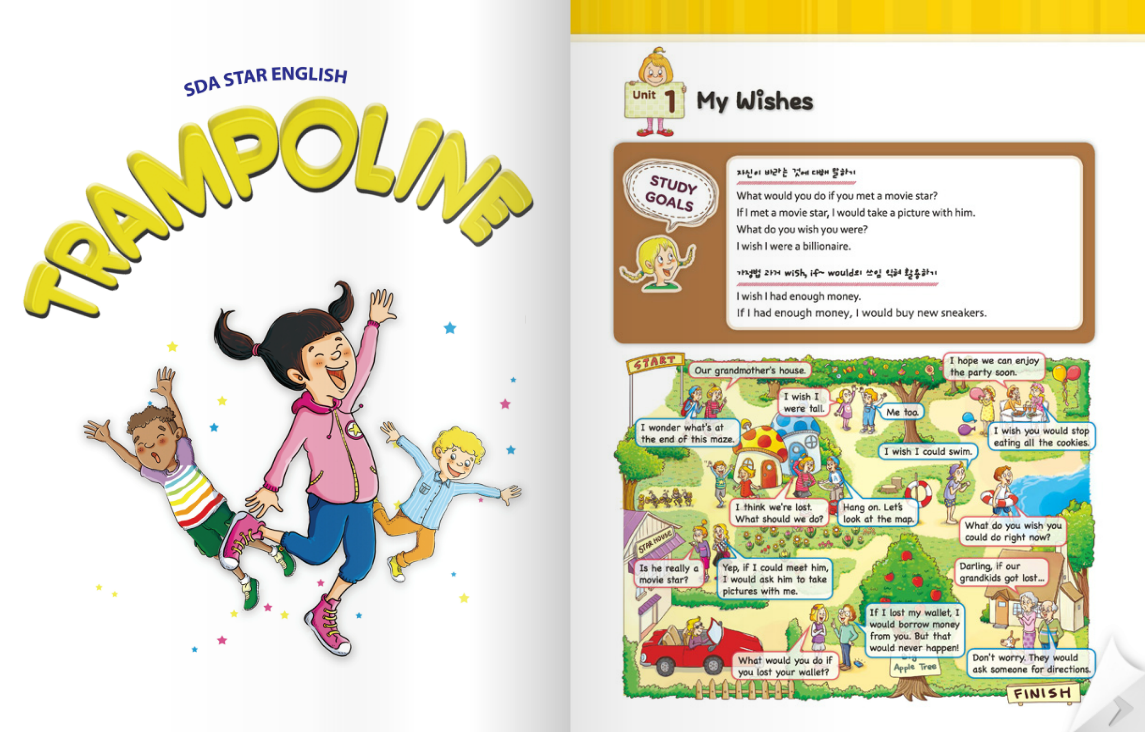 SDA STAR ENGLISH
TRAMPOLINE
Unit 1 My Wishes
STUDY
GOALS
자신이 바라는 것에 대해 말하기
What would you do if you met a movie star?
If I met a movie star, I would take a picture with him.
What do you wish you were?
I wish I were a billionaire.
가정법 과거 wish, if~ would의 쓰임 익혀 활용하기
I wish I had enough money.
If I had enough money, I would buy new sneakers.
START
Our grandmother's house.
I wonder what's at
the end of this maze.
I wish I
were tall.
Me too.
I hope we can enjoy
the party soon.
I wish you would stop
eating all the cookies.
I wish I could swim.
What do you wish you
could do right now?
I think we're lost.
What should we do?
Hang on. Let's
look at the map.
STAR HOUSE
Is he really a
movie star?
Yep, if I could meet him,
I would ask him to take
pictures with me.
Darling, if our
grandkids got lost...
Don't worry. They would
ask someone for directions.
What would you do if
you lost your wallet?
If I lost my wallet, I
would borrow money
from you. But that
would never happen!
Apple Tree
FINISH